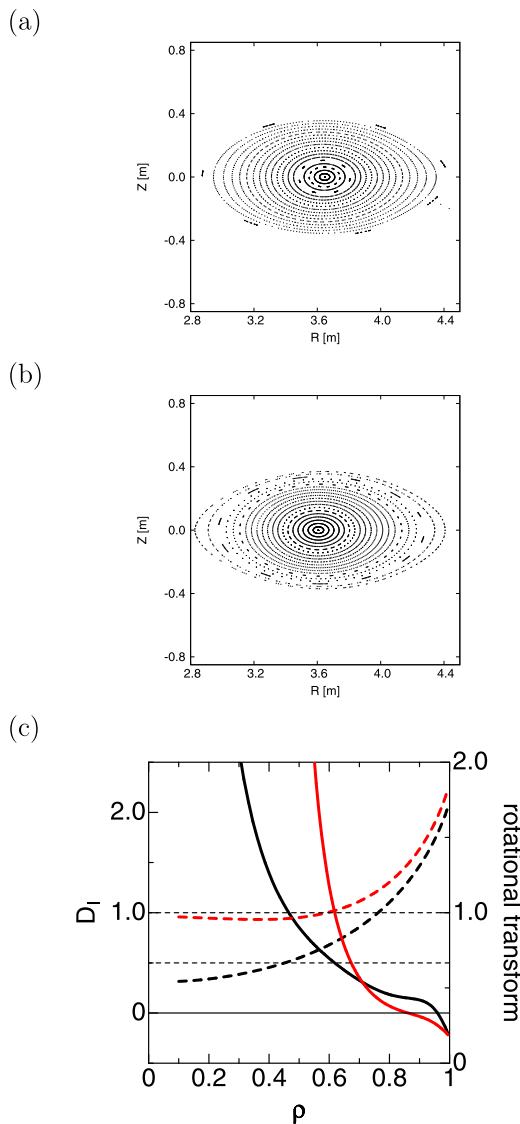 (a)
0.8
0.4
0.0
-0.4
-0.8
Z [m]
2.8 3.2 3.6 4.0 4.4
R [m]
(b)
0.8
0.4
0.0
-0.4
-0.8
Z [m]
2.8 3.2 3.6 4.0 4.4
R [m]
(c)
2.0
1.0
0
D_I
2.0
1.0
0
rotational transform
0 0.2 0.4 0.6 0.8 1
ρ